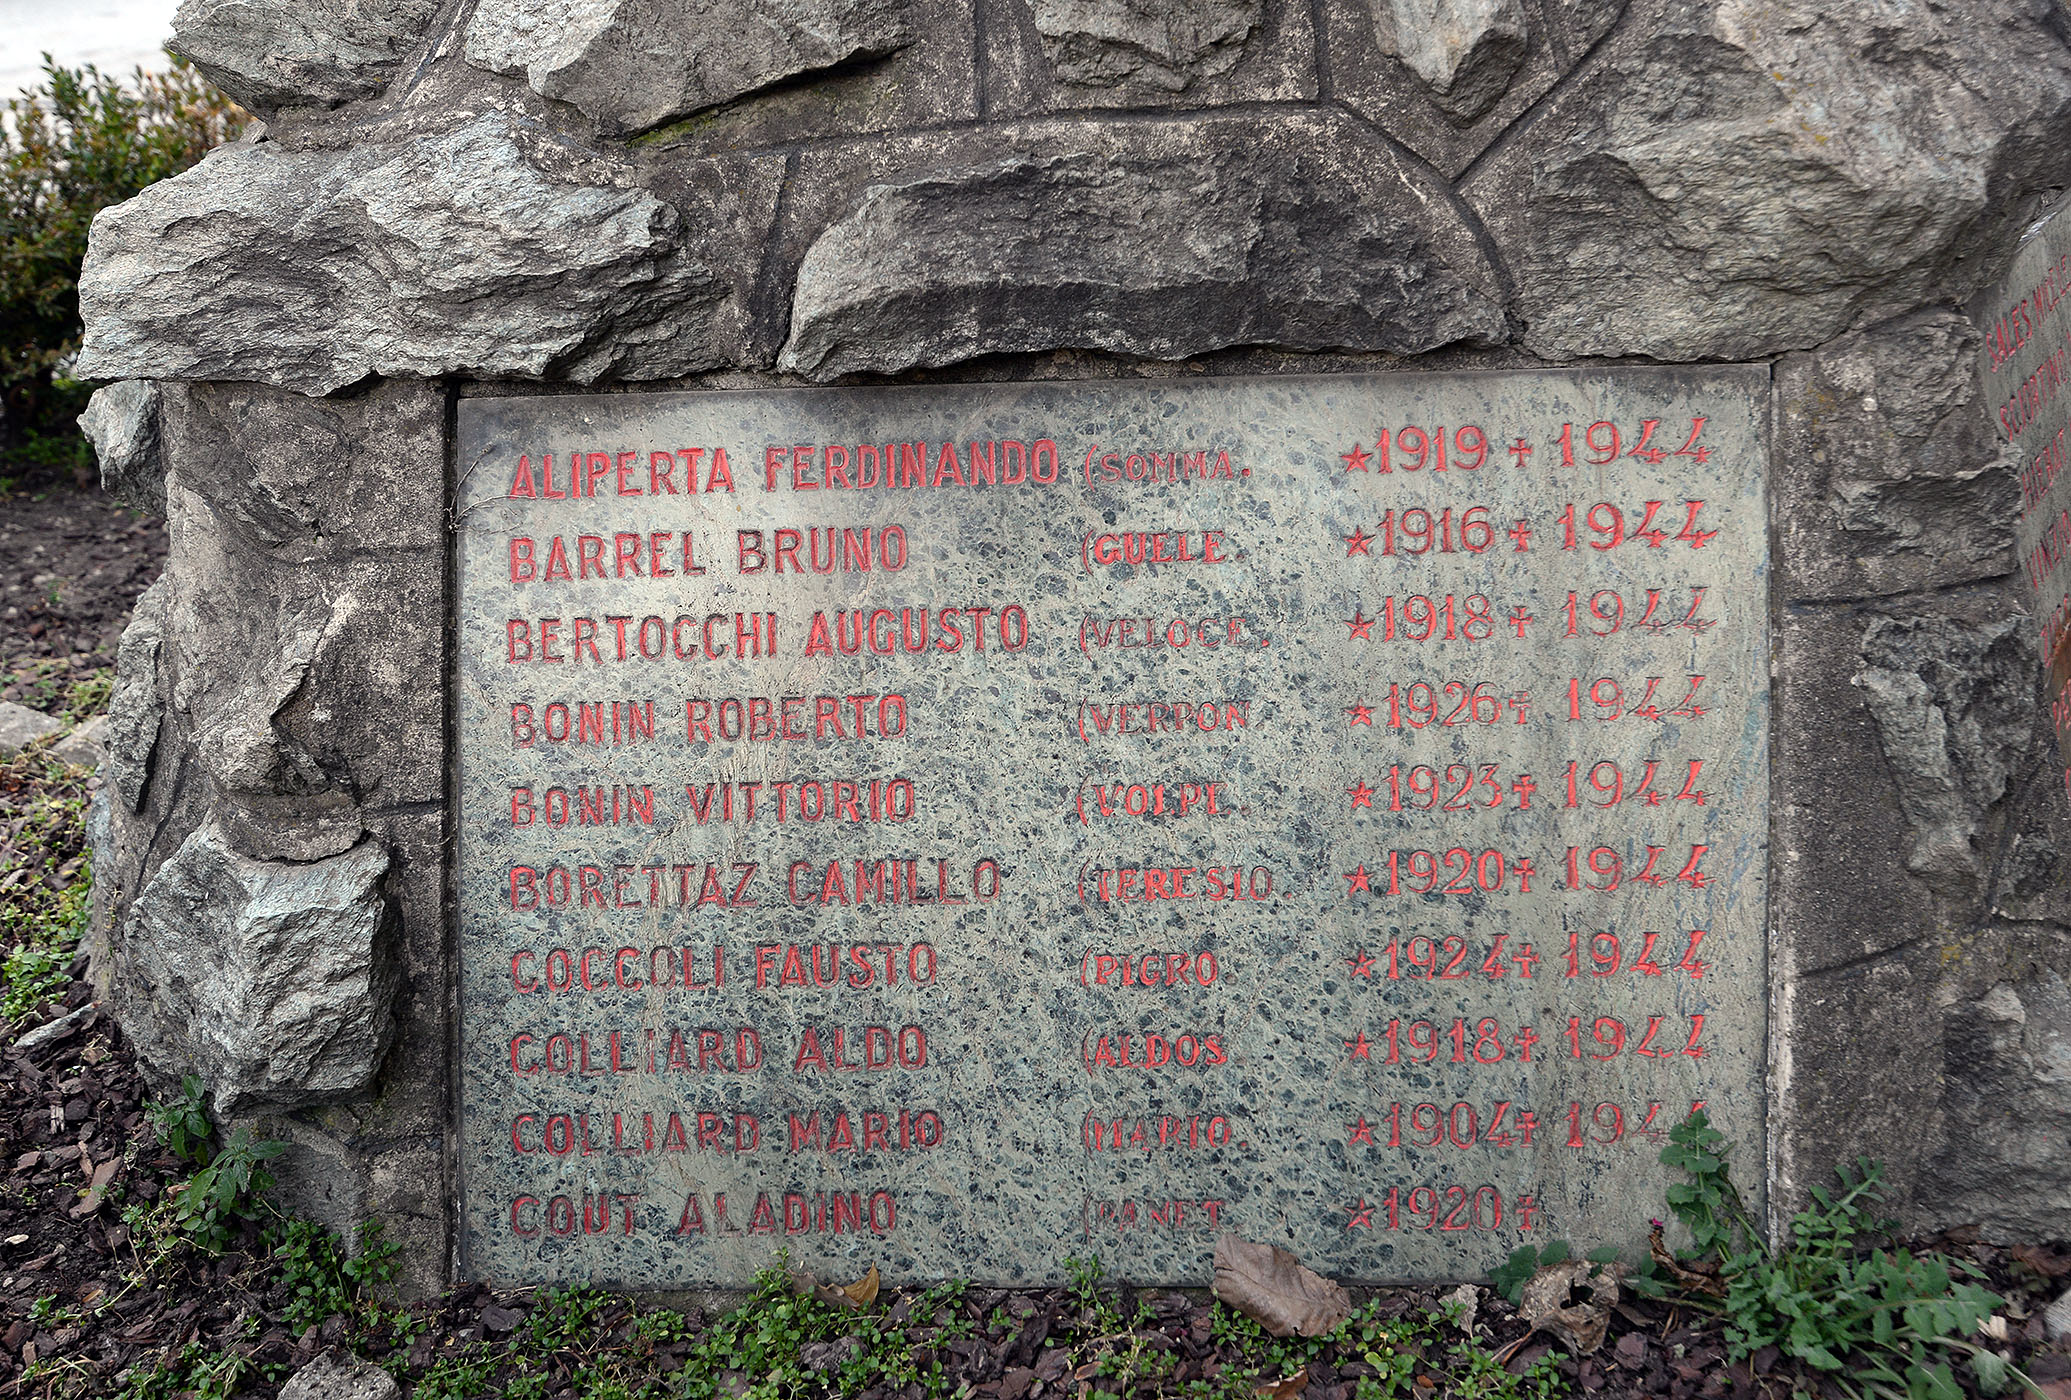 ALIPERTA FERDINANDO (SOMMA. ★1919 ✝ 1944
BARREL BRUNO (GUELE. ★1916 ✝ 1944
BERTOCCHI AUGUSTO (VELOCE. ★1918 ✝ 1944
BONIN ROBERTO (VERPON ★1926 ✝ 1944
BONIN VITTORIO (VOLPE. ★1923 ✝ 1944
BORETTAZ CAMILLO (TERESIO. ★1920 ✝ 1944
COCCOLI FAUSTO (PIGRO. ★1924 ✝ 1944
COLLIARD ALDO (ALDOS ★1918 ✝ 1944
COLLIARD MARIO (MARIO. ★1904 ✝ 1944
COUT ALADINO (PANET. ★1920 ✝
SALES